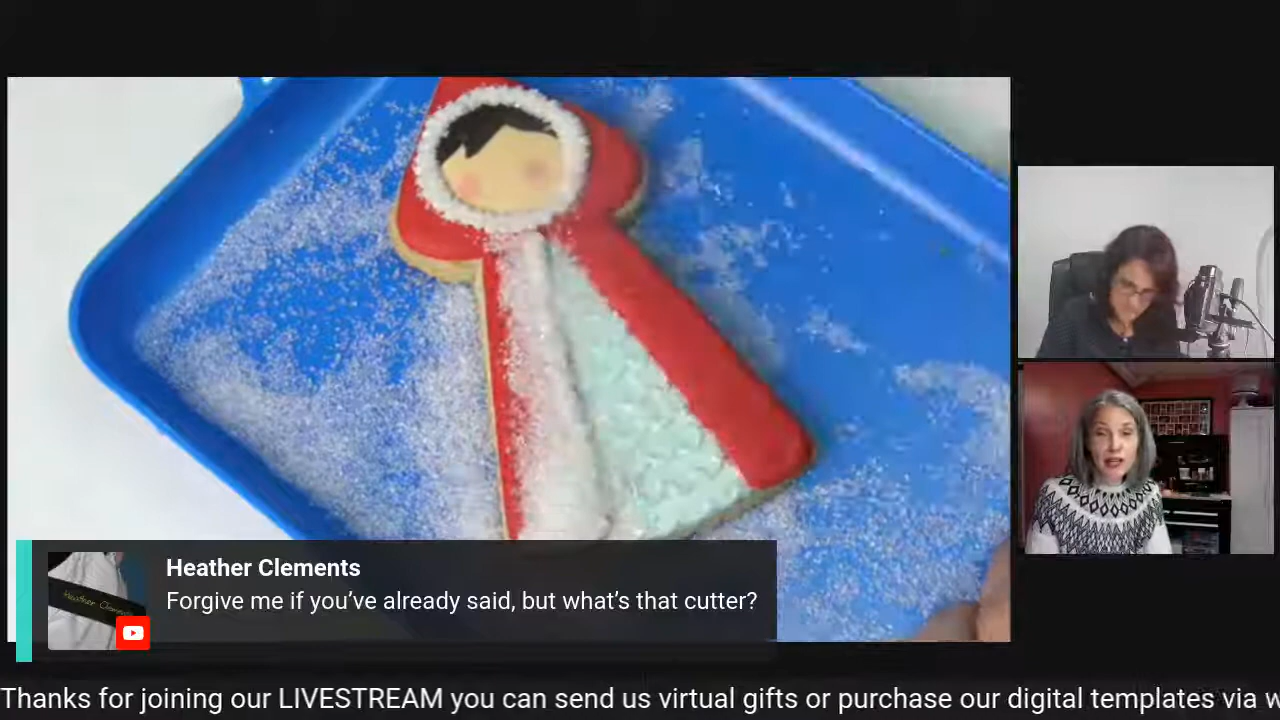 Heather Clements
Forgive me if you’ve already said, but what’s that cutter?
Thanks for joining our LIVESTREAM you can send us virtual gifts or purchase our digital templates via